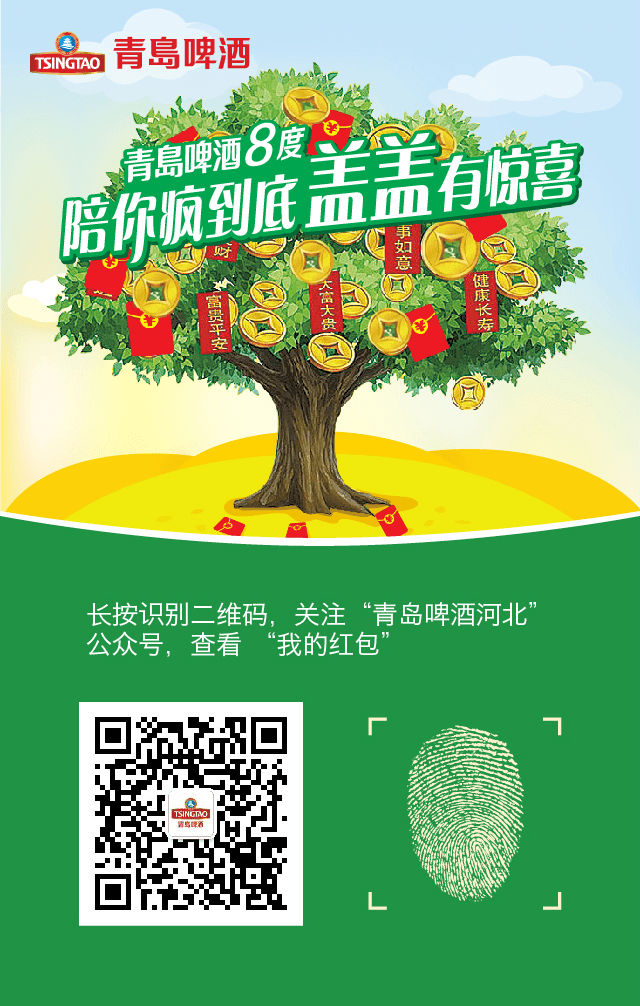 TSINGTAO 青島啤酒
青島啤酒8度
陪你疯到底 盖盖有惊喜
财
事如意
富贵平安
大富大贵
健康长寿
长按识别二维码，关注“青岛啤酒河北”
公众号，查看 “我的红包”
TSINGTAO
青島啤酒